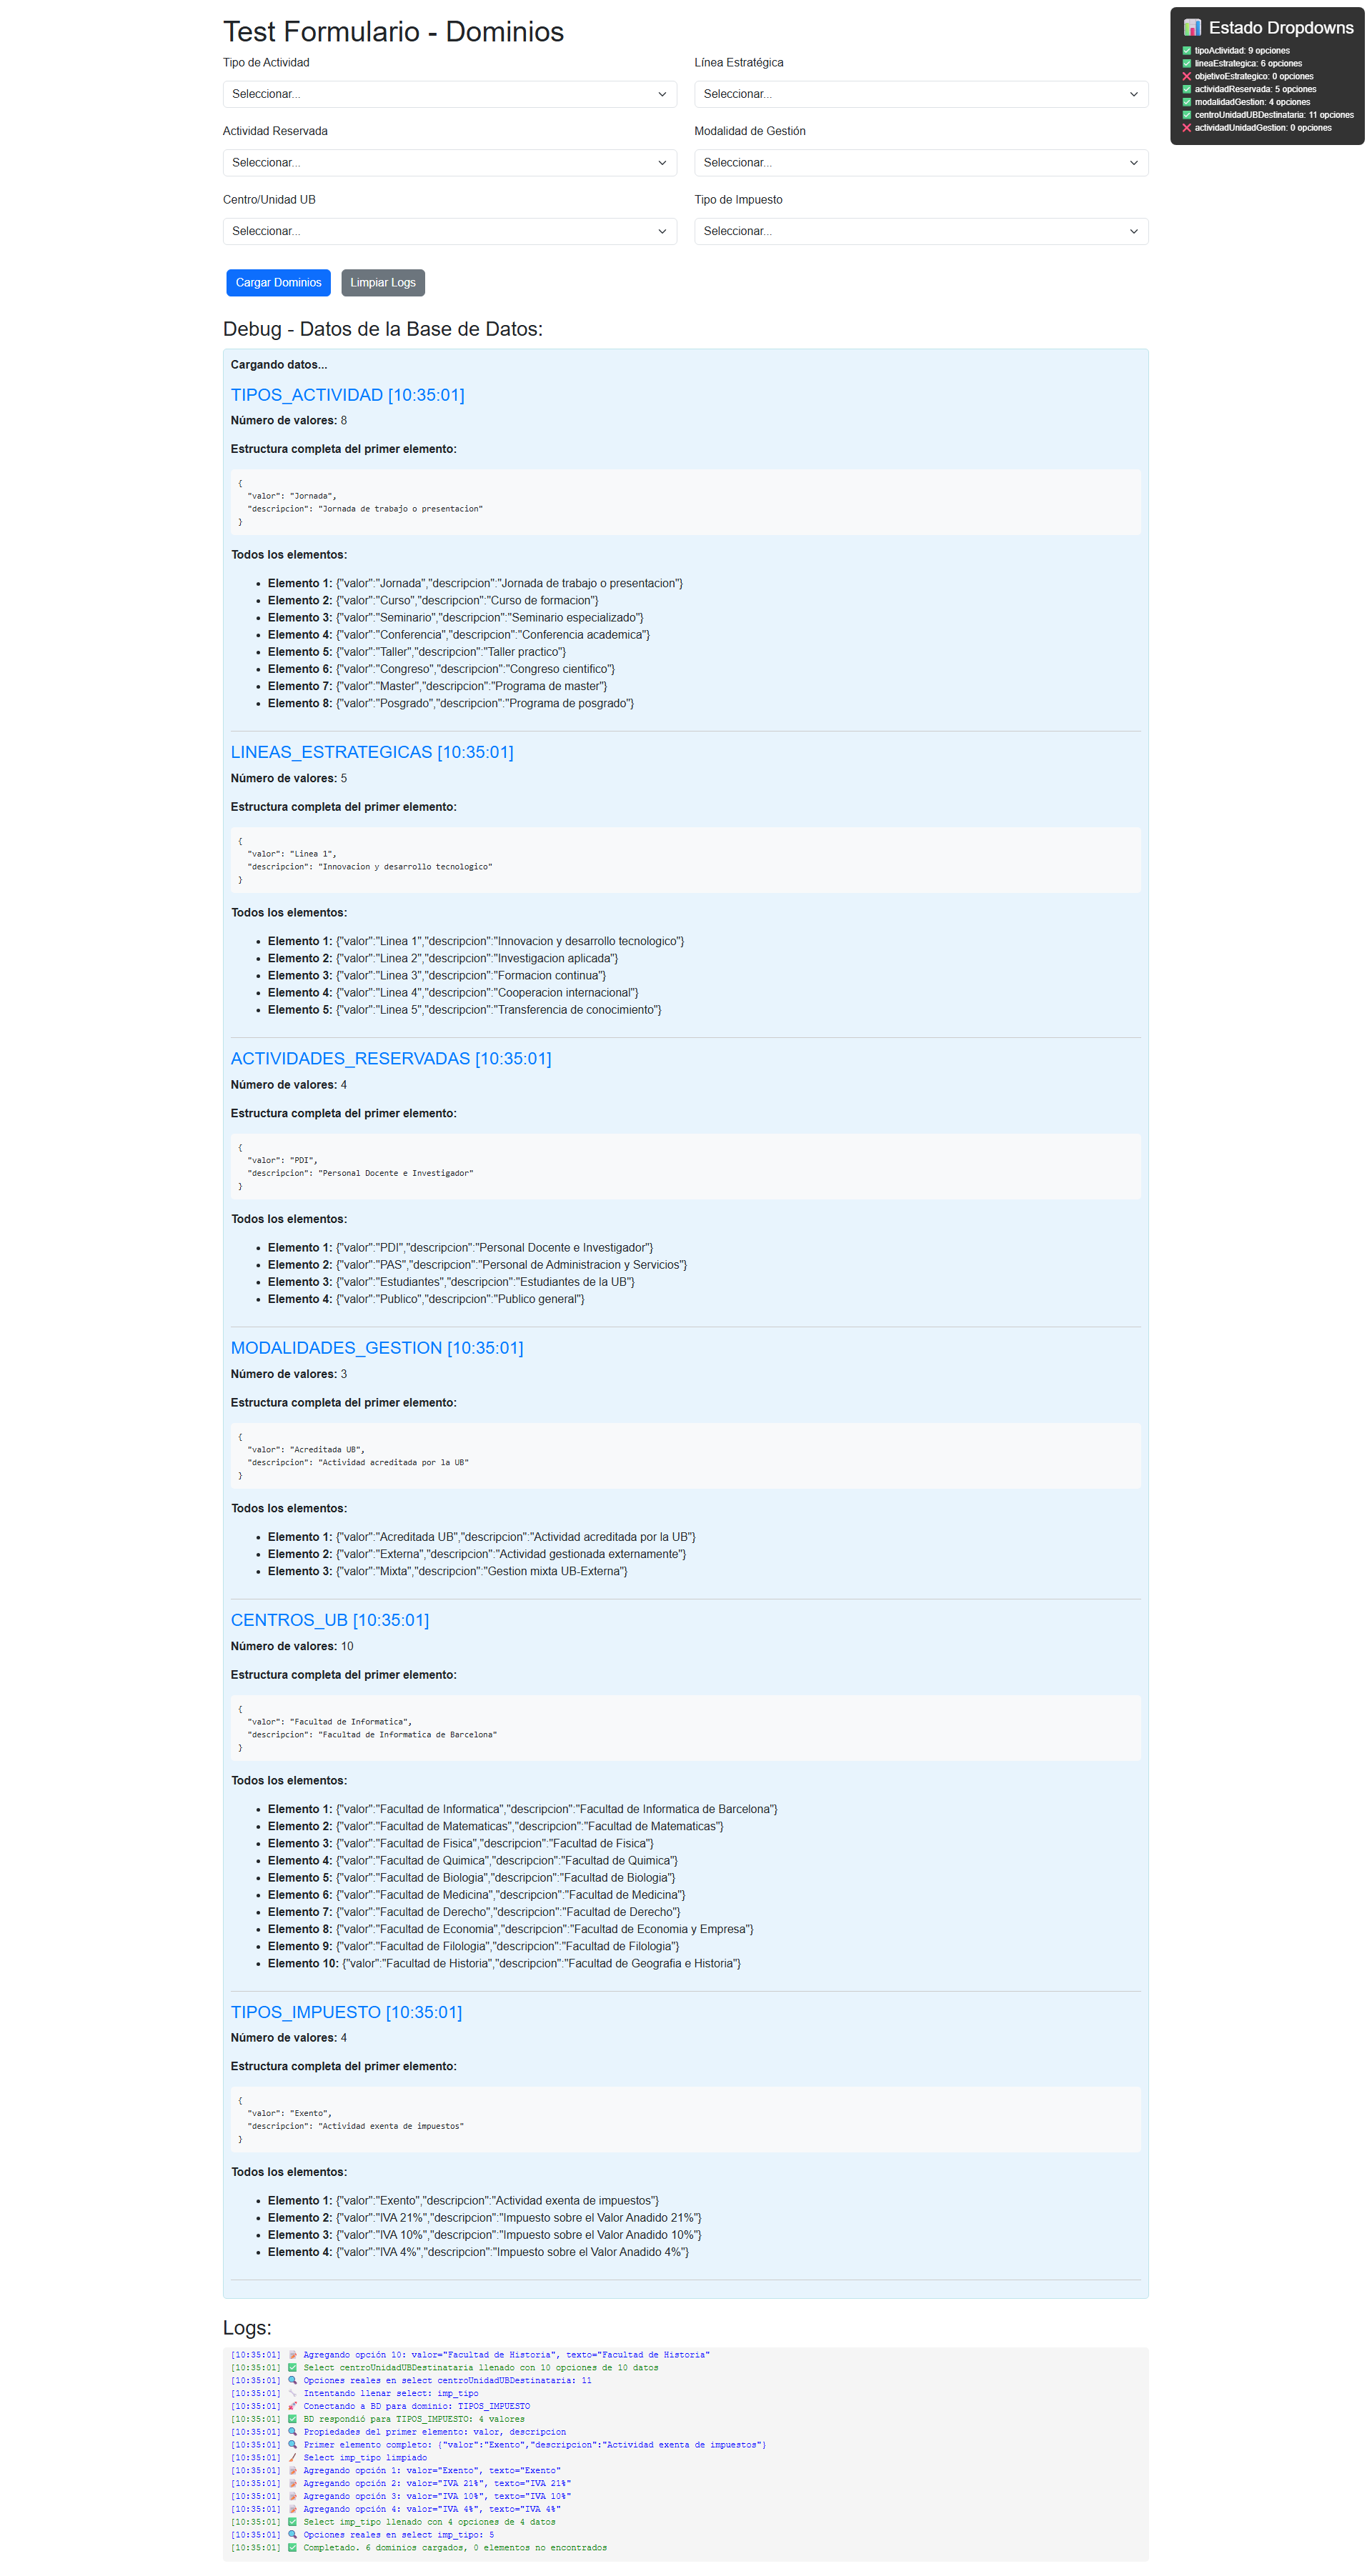 Test Formulario - Dominios
Tipo de Actividad
Línea Estratégica
Seleccionar...
Seleccionar...
Actividad Reservada
Modalidad de Gestión
Seleccionar...
Seleccionar...
Centro/Unidad UB
Tipo de Impuesto
Seleccionar...
Seleccionar...
Cargar Dominios
Limpiar Logs
📊 Estado Dropdowns
✅ tipoActividad: 9 opciones
✅ lineaEstrategica: 6 opciones
❌ objetivoEstrategico: 0 opciones
✅ actividadReservada: 5 opciones
✅ modalidadGestion: 4 opciones
✅ centroUnidadUBDestinataria: 11 opciones
❌ actividadUnidadGestion: 0 opciones
Debug - Datos de la Base de Datos:
Cargando datos...
TIPOS_ACTIVIDAD [10:35:01]
Número de valores: 8
Estructura completa del primer elemento:
{
"valor": "Jornada",
"descripcion": "Jornada de trabajo o presentacion"
}
Todos los elementos:
• Elemento 1: {"valor":"Jornada","descripcion":"Jornada de trabajo o presentacion"}
• Elemento 2: {"valor":"Curso","descripcion":"Curso de formacion"}
• Elemento 3: {"valor":"Seminario","descripcion":"Seminario especializado"}
• Elemento 4: {"valor":"Conferencia","descripcion":"Conferencia academica"}
• Elemento 5: {"valor":"Taller","descripcion":"Taller practico"}
• Elemento 6: {"valor":"Congreso","descripcion":"Congreso cientifico"}
• Elemento 7: {"valor":"Master","descripcion":"Programa de master"}
• Elemento 8: {"valor":"Posgrado","descripcion":"Programa de posgrado"}
LINEAS_ESTRATEGICAS [10:35:01]
Número de valores: 5
Estructura completa del primer elemento:
{
"valor": "Linea 1",
"descripcion": "Innovacion y desarrollo tecnologico"
}
Todos los elementos:
• Elemento 1: {"valor":"Linea 1","descripcion":"Innovacion y desarrollo tecnologico"}
• Elemento 2: {"valor":"Linea 2","descripcion":"Investigacion aplicada"}
• Elemento 3: {"valor":"Linea 3","descripcion":"Formacion continua"}
• Elemento 4: {"valor":"Linea 4","descripcion":"Cooperacion internacional"}
• Elemento 5: {"valor":"Linea 5","descripcion":"Transferencia de conocimiento"}
ACTIVIDADES_RESERVADAS [10:35:01]
Número de valores: 4
Estructura completa del primer elemento:
{
"valor": "PDI",
"descripcion": "Personal Docente e Investigador"
}
Todos los elementos:
• Elemento 1: {"valor":"PDI","descripcion":"Personal Docente e Investigador"}
• Elemento 2: {"valor":"PAS","descripcion":"Personal de Administracion y Servicios"}
• Elemento 3: {"valor":"Estudiantes","descripcion":"Estudiantes de la UB"}
• Elemento 4: {"valor":"Publico","descripcion":"Publico general"}
MODALIDADES_GESTION [10:35:01]
Número de valores: 3
Estructura completa del primer elemento:
{
"valor": "Acreditada UB",
"descripcion": "Actividad acreditada por la UB"
}
Todos los elementos:
• Elemento 1: {"valor":"Acreditada UB","descripcion":"Actividad acreditada por la UB"}
• Elemento 2: {"valor":"Externa","descripcion":"Actividad gestionada externamente"}
• Elemento 3: {"valor":"Mixta","descripcion":"Gestion mixta UB-Externa"}
CENTROS_UB [10:35:01]
Número de valores: 10
Estructura completa del primer elemento:
{
"valor": "Facultad de Informatica",
"descripcion": "Facultad de Informatica de Barcelona"
}
Todos los elementos:
• Elemento 1: {"valor":"Facultad de Informatica","descripcion":"Facultad de Informatica de Barcelona"}
• Elemento 2: {"valor":"Facultad de Matematicas","descripcion":"Facultad de Matematicas"}
• Elemento 3: {"valor":"Facultad de Fisica","descripcion":"Facultad de Fisica"}
• Elemento 4: {"valor":"Facultad de Quimica","descripcion":"Facultad de Quimica"}
• Elemento 5: {"valor":"Facultad de Biologia","descripcion":"Facultad de Biologia"}
• Elemento 6: {"valor":"Facultad de Medicina","descripcion":"Facultad de Medicina"}
• Elemento 7: {"valor":"Facultad de Derecho","descripcion":"Facultad de Derecho"}
• Elemento 8: {"valor":"Facultad de Economia","descripcion":"Facultad de Economia y Empresa"}
• Elemento 9: {"valor":"Facultad de Filologia","descripcion":"Facultad de Filologia"}
• Elemento 10: {"valor":"Facultad de Historia","descripcion":"Facultad de Geografia e Historia"}
TIPOS_IMPUESTO [10:35:01]
Número de valores: 4
Estructura completa del primer elemento:
{
"valor": "Exento",
"descripcion": "Actividad exenta de impuestos"
}
Todos los elementos:
• Elemento 1: {"valor":"Exento","descripcion":"Actividad exenta de impuestos"}
• Elemento 2: {"valor":"IVA 21%","descripcion":"Impuesto sobre el Valor Anadido 21%"}
• Elemento 3: {"valor":"IVA 10%","descripcion":"Impuesto sobre el Valor Anadido 10%"}
• Elemento 4: {"valor":"IVA 4%","descripcion":"Impuesto sobre el Valor Anadido 4%"}
Logs:
[10:35:01] 📝 Agregando opción 10: valor="Facultad de Historia", texto="Facultad de Historia"
[10:35:01] ✅ Select centroUnidadUBDestinataria llenado con 10 opciones de 10 datos
[10:35:01] 🔍 Opciones reales en select centroUnidadUBDestinataria: 11
[10:35:01] 🔧 Intentando llenar select: imp_tipo
[10:35:01] 🚀 Conectando a BD para dominio: TIPOS_IMPUESTO
[10:35:01] ✅ BD respondió para TIPOS_IMPUESTO: 4 valores
[10:35:01] 🔍 Propiedades del primer elemento: valor, descripcion
[10:35:01] 🔍 Primer elemento completo: {"valor":"Exento","descripcion":"Actividad exenta de impuestos"}
[10:35:01] 🧹 Select imp_tipo limpiado
[10:35:01] 📝 Agregando opción 1: valor="Exento", texto="Exento"
[10:35:01] 📝 Agregando opción 2: valor="IVA 21%", texto="IVA 21%"
[10:35:01] 📝 Agregando opción 3: valor="IVA 10%", texto="IVA 10%"
[10:35:01] 📝 Agregando opción 4: valor="IVA 4%", texto="IVA 4%"
[10:35:01] ✅ Select imp_tipo llenado con 4 opciones de 4 datos
[10:35:01] 🔍 Opciones reales en select imp_tipo: 5
[10:35:01] ✅ Completado. 6 dominios cargados, 0 elementos no encontrados